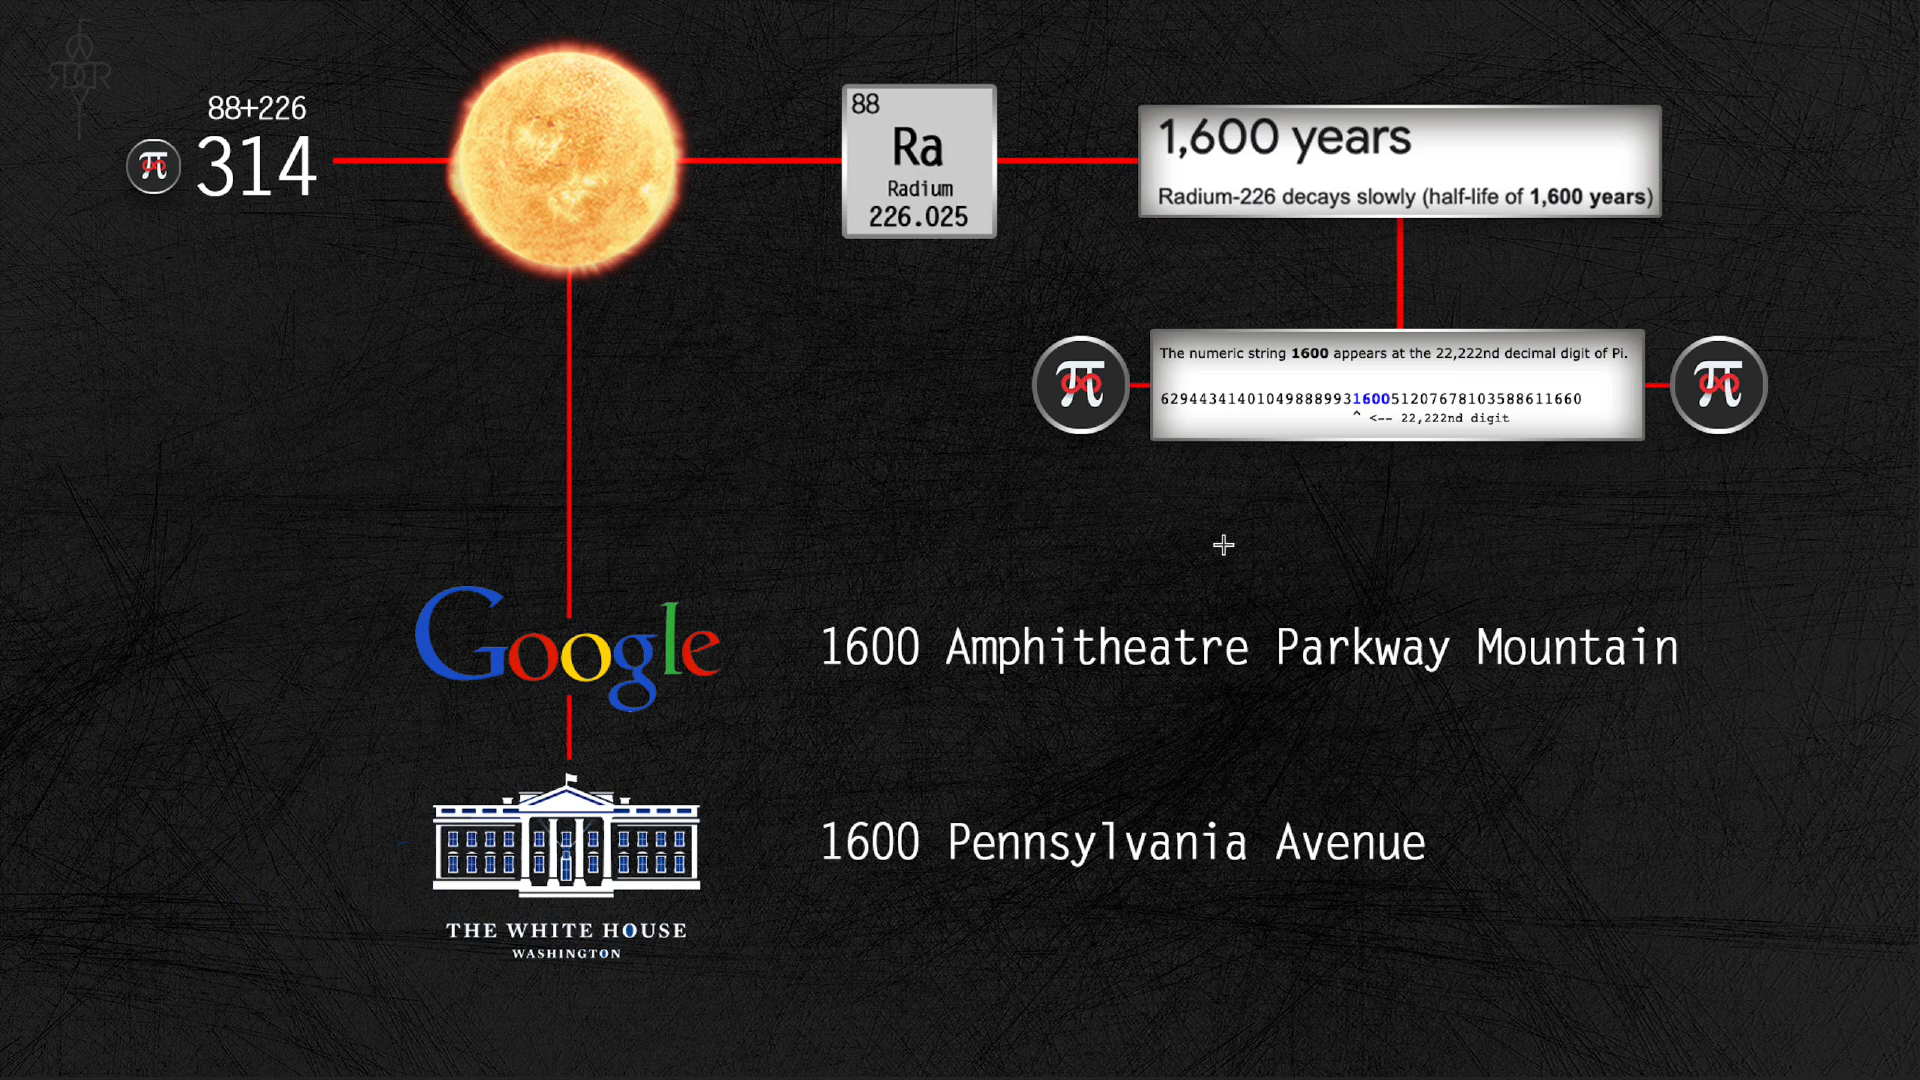 88+226
π
314
88
Ra
Radium
226.025
1,600 years
Radium-226 decays slowly (half-life of 1,600 years)
π
The numeric string 1600 appears at the 22,222nd decimal digit of Pi.
62944341401049888993160051207678103588611660
^ <-- 22,222nd digit
π
Google
1600 Amphitheatre Parkway Mountain
1600 Pennsylvania Avenue
THE WHITE HOUSE
WASHINGTON